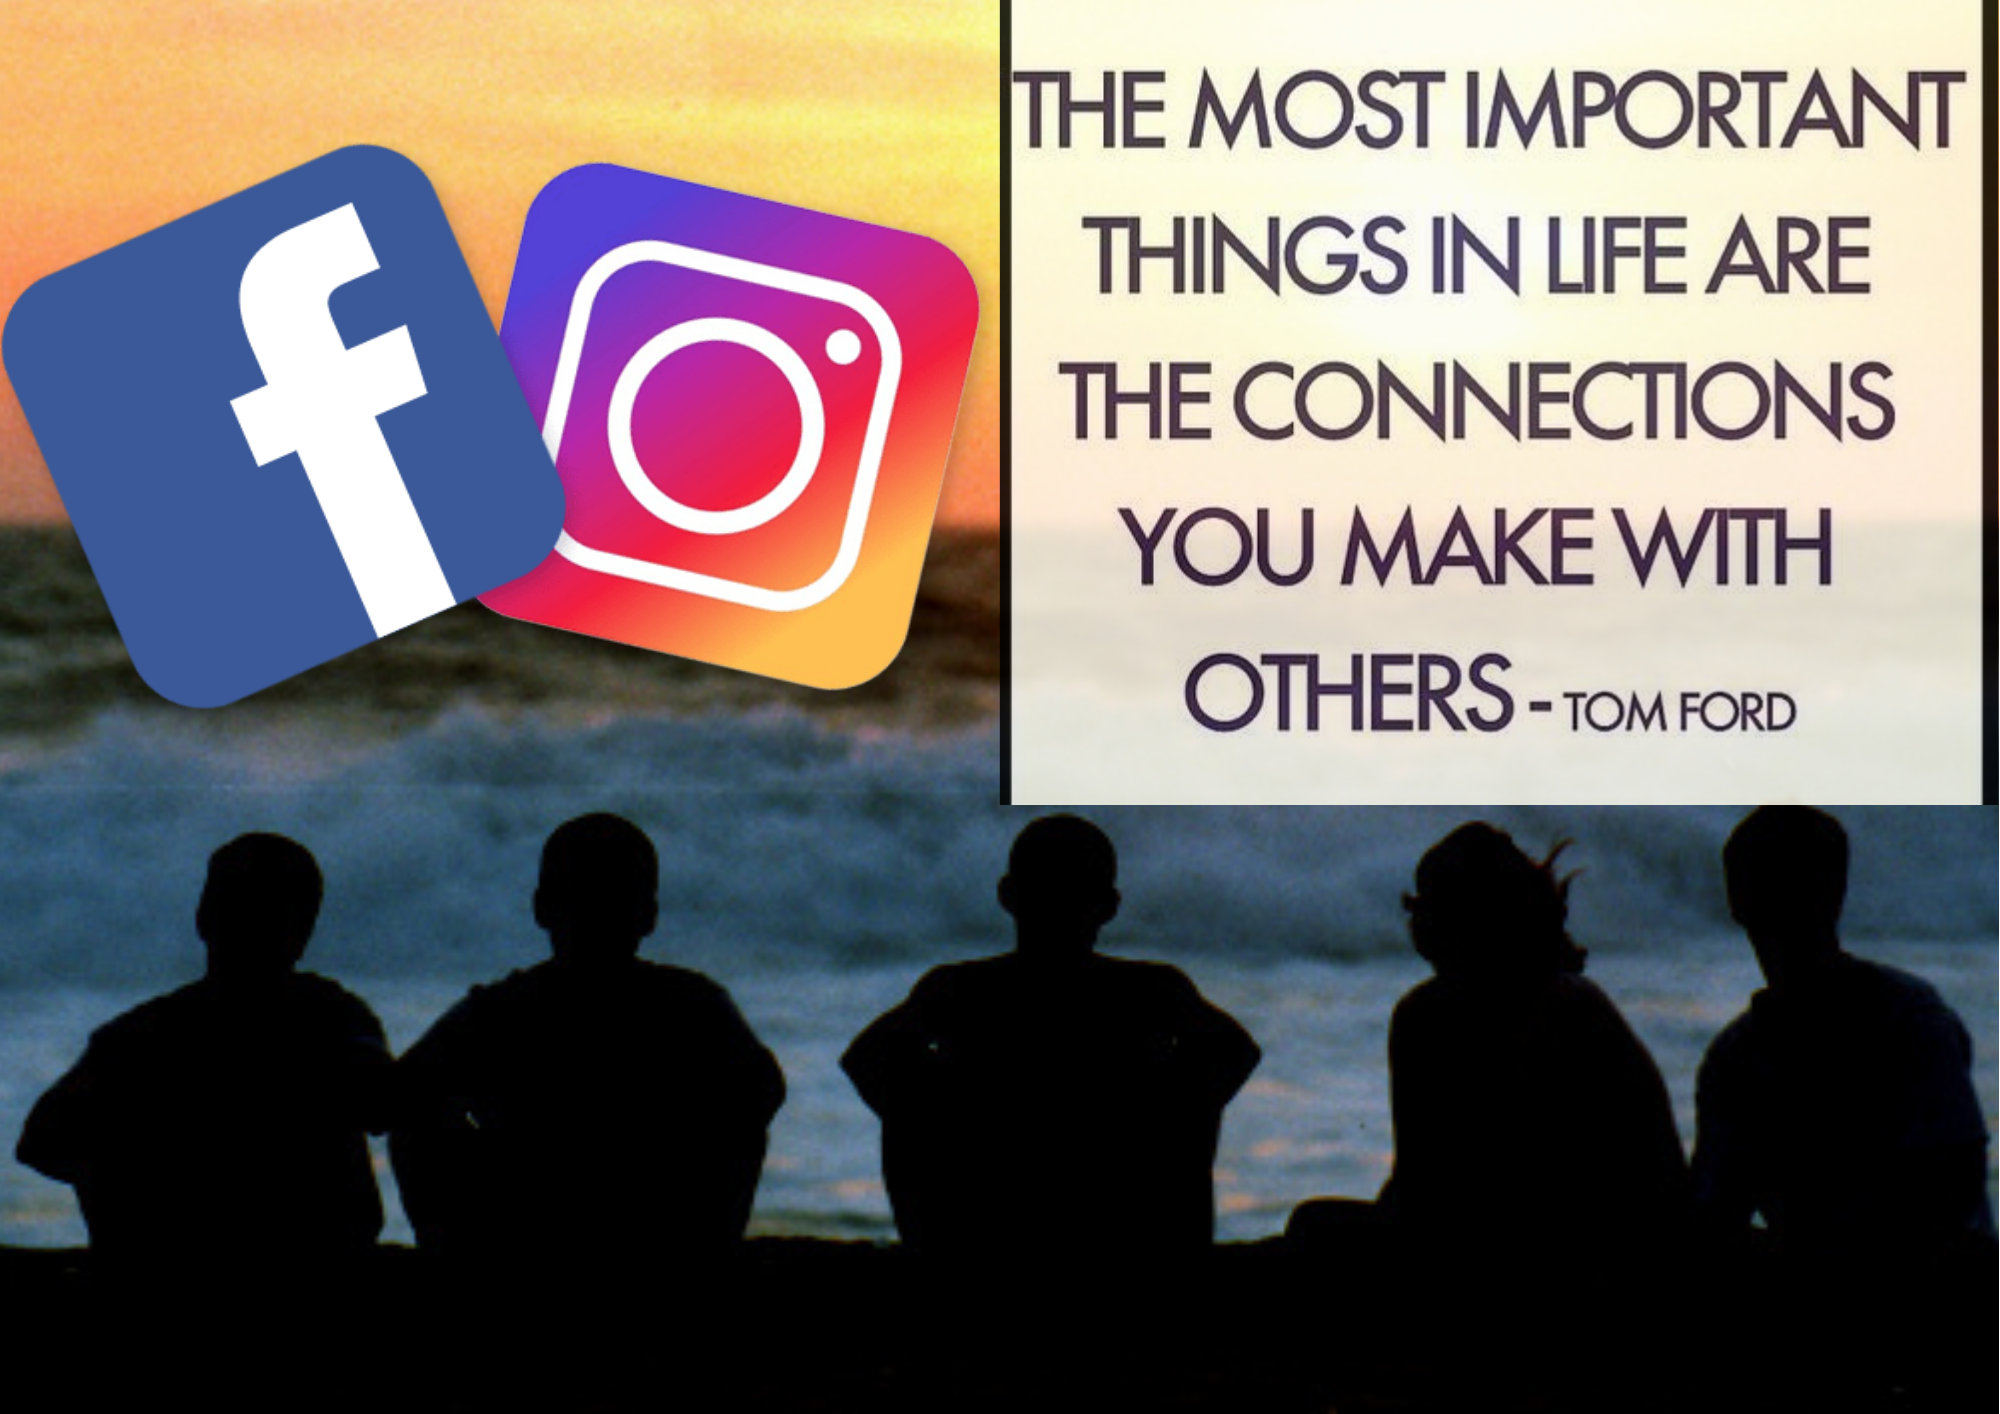 THE MOST IMPORTANT
THINGS IN LIFE ARE
THE CONNECTIONS
YOU MAKE WITH
OTHERS - TOM FORD